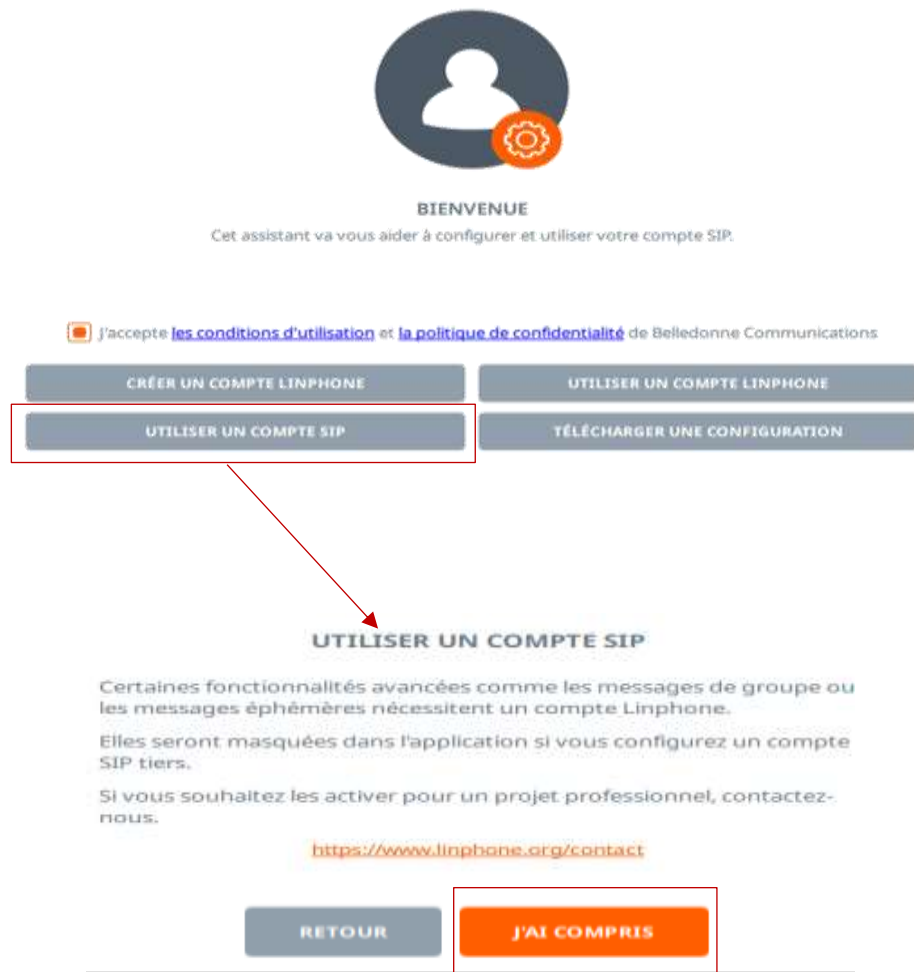 BIENVENUE
Cet assistant va vous aider à configurer et utiliser votre compte SIP.
J'accepte les conditions d'utilisation et la politique de confidentialité de Belledonne Communications
CRÉER UN COMPTE LINPHONE
UTILISER UN COMPTE LINPHONE
UTILISER UN COMPTE SIP
TÉLÉCHARGER UNE CONFIGURATION
UTILISER UN COMPTE SIP
Certaines fonctionnalités avancées comme les messages de groupe ou
les messages éphémères nécessitent un compte Linphone.
Elles seront masquées dans l'application si vous configurez un compte
SIP tiers.
Si vous souhaitez les activer pour un projet professionnel, contactez-
nous.
https://www.linphone.org/contact
RETOUR
J'AI COMPRIS